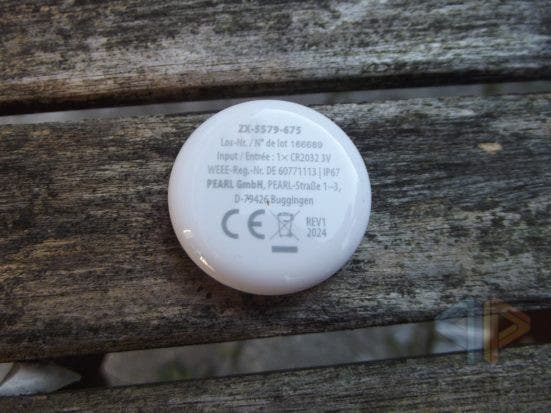 ZX-5579-675
Los-Nr. / N° de lot 186689
Input / Entrée : 1× CR2032 3V
WEEE-Reg.-Nr. DE 60771113 | IP67
PEARL GmbH, PEARL-Straße 1–3,
D-79426 Buggingen
CE
REV1
2024